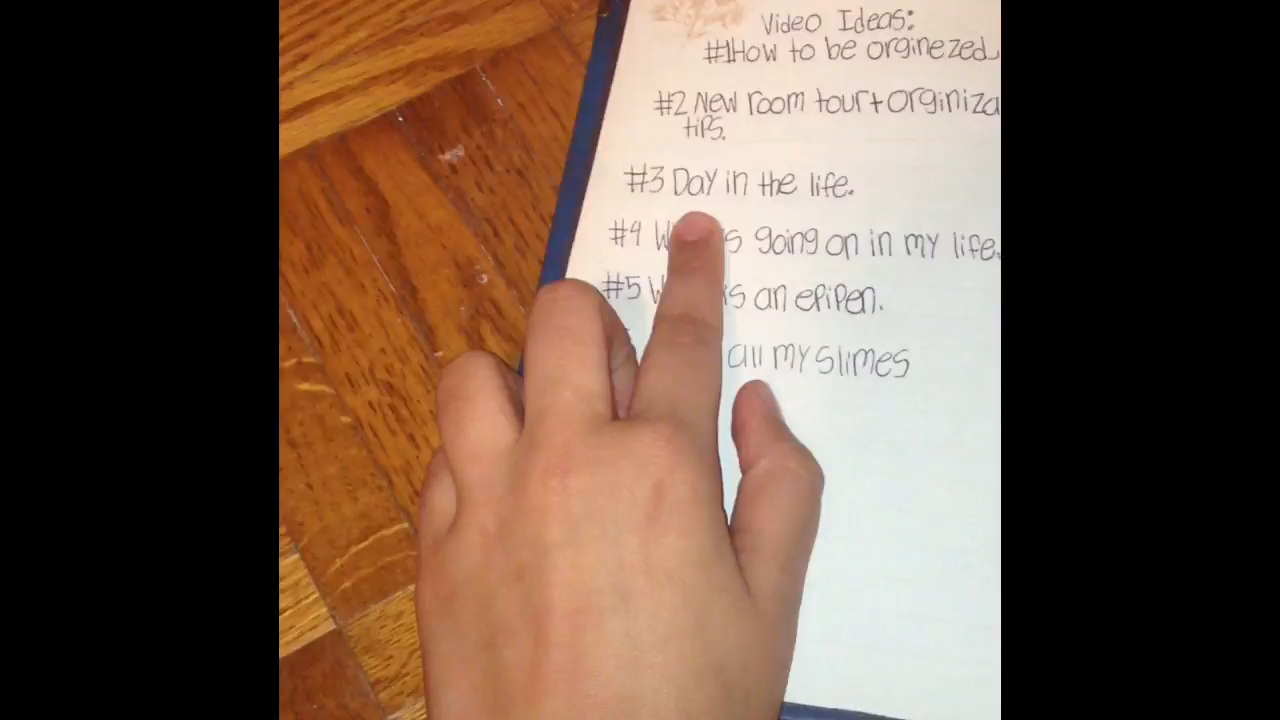 Video Ideas:
#1How to be orginezed.
#2 New room tour+
tips.
#3 Day in the life.
#4 going on in my life.
#5 is an epipen.
all my slimes